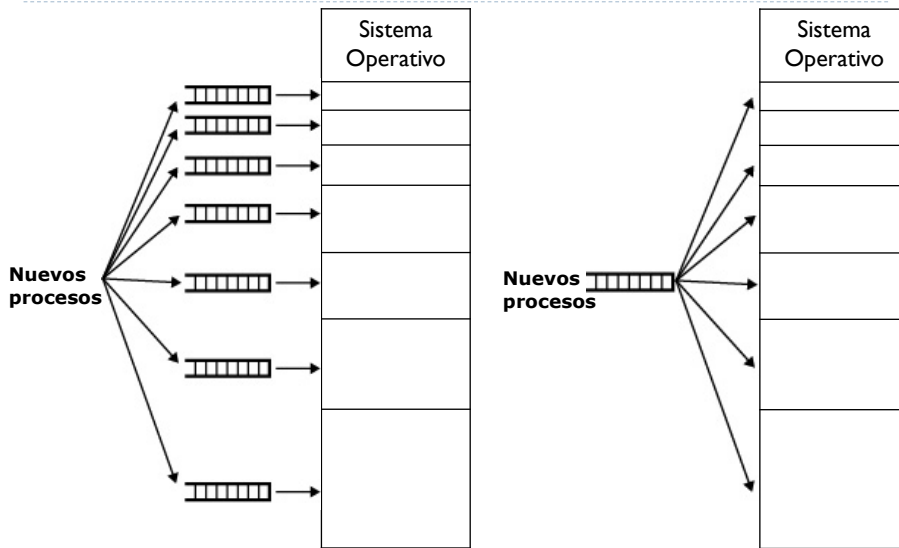 Sistema
Operativo
Nuevos
procesos
Sistema
Operativo
Nuevos
procesos